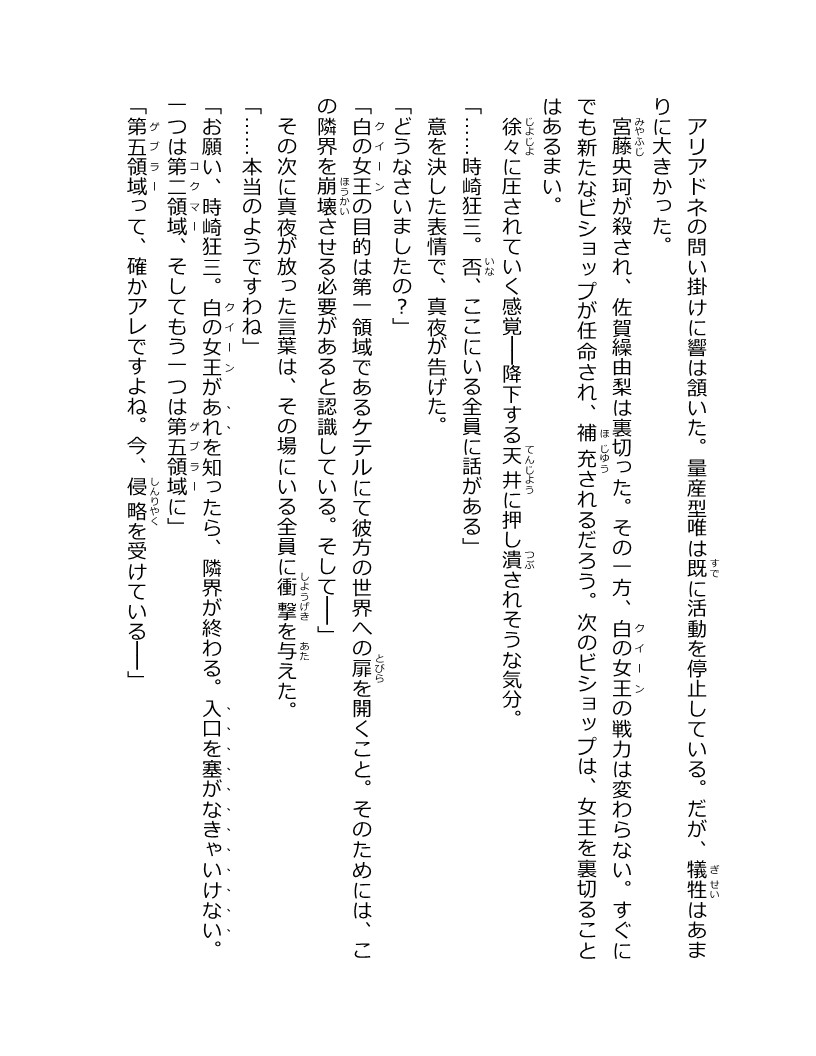 アリアドネの問い掛けに響は頷いた。量産型唯は既に活動を停止している。だが、犠牲はあま
りに大きかった。
宮藤央珂が殺され、佐賀繰由梨は裏切った。その一方、白の女王の戦力は変わらない。すぐに
でも新たなビショップが任命され、補充されるだろう。次のビショップは、女王を裏切ること
はあるまい。
徐々に圧されていく感覚──降下する天井に押し潰されそうな気分。
「……時崎狂三。否、ここにいる全員に話がある」
意を決した表情で、真夜が告げた。
「どうなさいましたの？」
「白の女王の目的は第一領域であるケテルにて彼方の世界への扉を開くこと。そのためには、こ
の隣界を崩壊させる必要があると認識している。そして──」
その次に真夜が放った言葉は、その場にいる全員に衝撃を与えた。
「……本当のようですわね」
「お願い、時崎狂三。白の女王があれを知ったら、隣界が終わる。入口を塞がなきゃいけない。
一つは第二領域、そしてもう一つは第五領域に」
「第五領域って、確かアレですよね。今、侵略を受けている──」